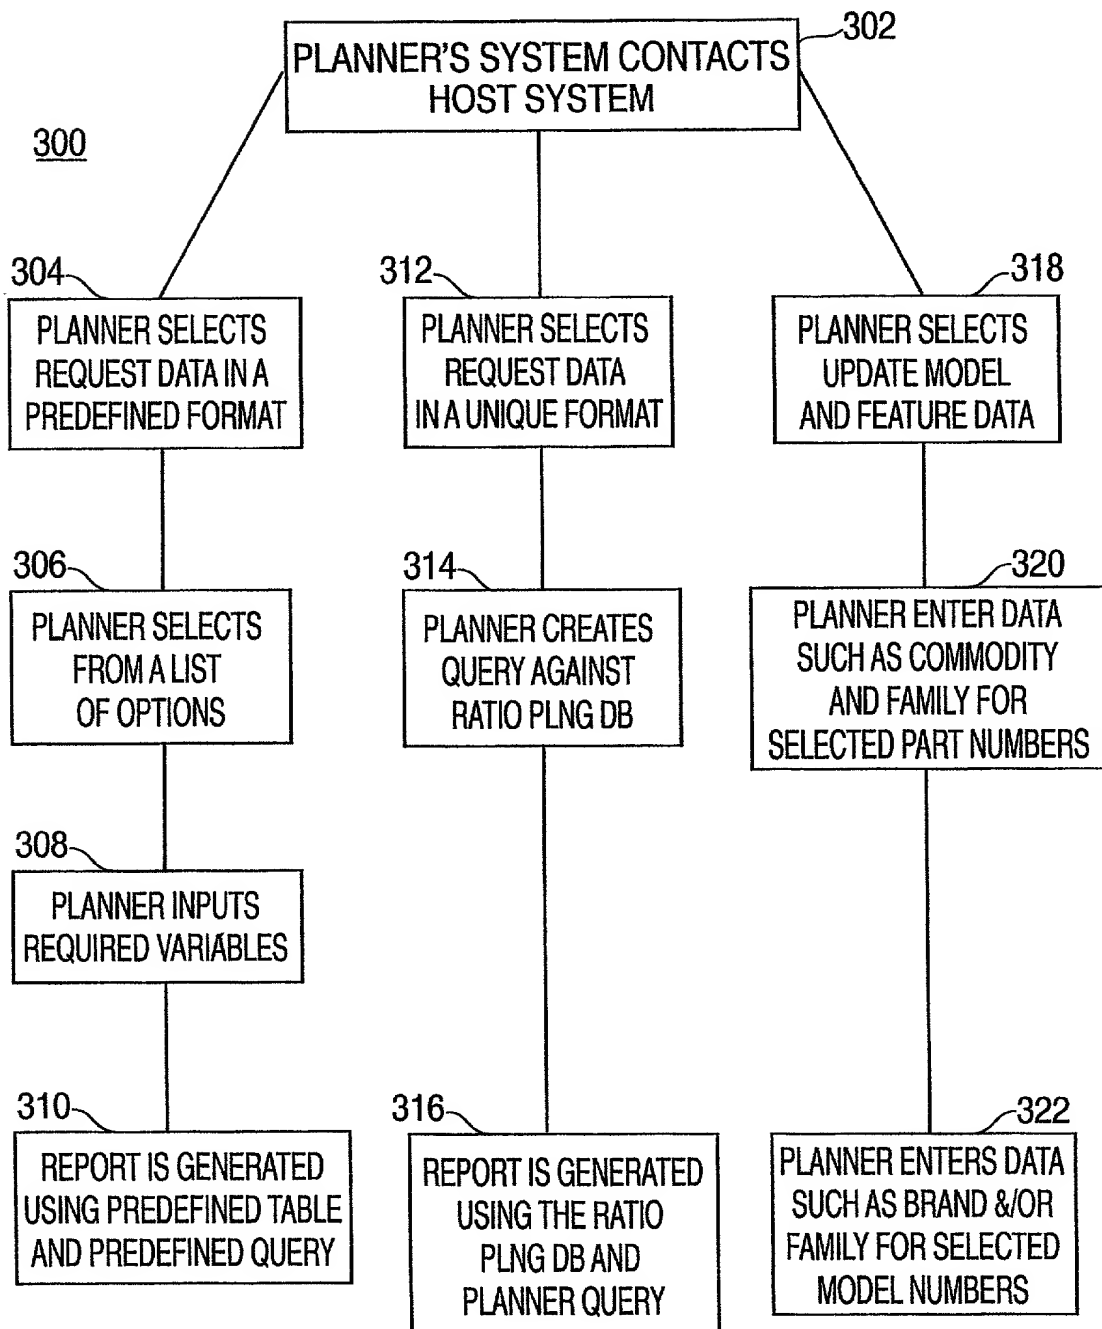 302
PLANNER'S SYSTEM CONTACTS
HOST SYSTEM
300
304
PLANNER SELECTS
REQUEST DATA IN A
PREDEFINED FORMAT
312
PLANNER SELECTS
REQUEST DATA
IN A UNIQUE FORMAT
318
PLANNER SELECTS
UPDATE MODEL
AND FEATURE DATA
306
PLANNER SELECTS
FROM A LIST
OF OPTIONS
314
PLANNER CREATES
QUERY AGAINST
RATIO PLNG DB
320
PLANNER ENTER DATA
SUCH AS COMMODITY
AND FAMILY FOR
SELECTED PART NUMBERS
308
PLANNER INPUTS
REQUIRED VARIABLES
310
REPORT IS GENERATED
USING PREDEFINED TABLE
AND PREDEFINED QUERY
316
REPORT IS GENERATED
USING THE RATIO
PLNG DB AND
PLANNER QUERY
322
PLANNER ENTERS DATA
SUCH AS BRAND &/OR
FAMILY FOR SELECTED
MODEL NUMBERS